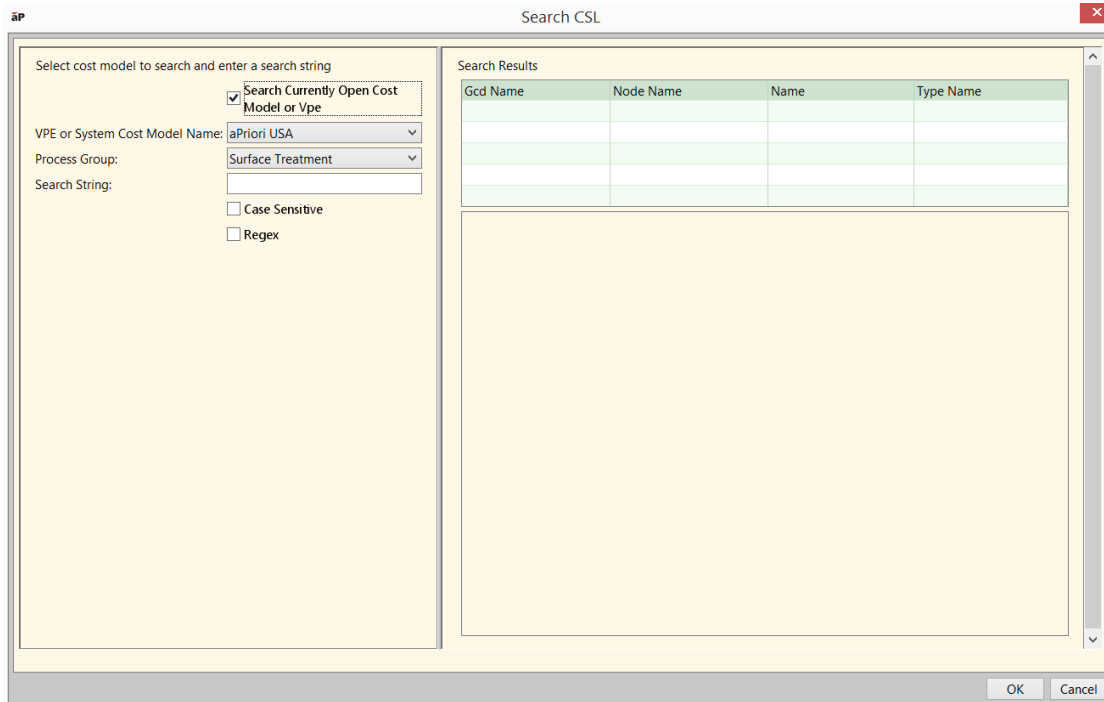 aP
Search CSL
Select cost model to search and enter a search string
Search Currently Open Cost
Model or Vpe
VPE or System Cost Model Name: aPriori USA
Process Group: Surface Treatment
Search String:
Case Sensitive
Regex
Search Results
Gcd Name Node Name Name Type Name
OK Cancel